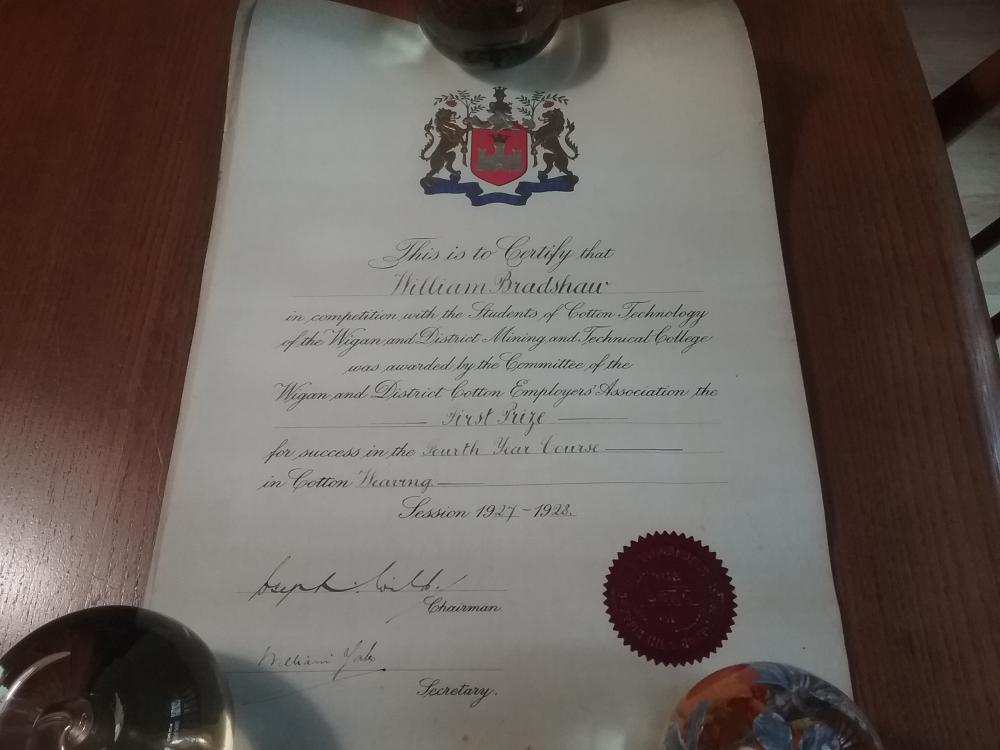 This is to Certify that
William Bradshaw
in competition with the Students of Cotton Technology
of the Wigan and District Mining and Technical College
was awarded by the Committee of the
Wigan and District Cotton Employers' Association the
First Prize
for success in the Fourth Year Course
in Cotton Weaving
Session 1927-1928.
Joseph
Chairman
William
Secretary.